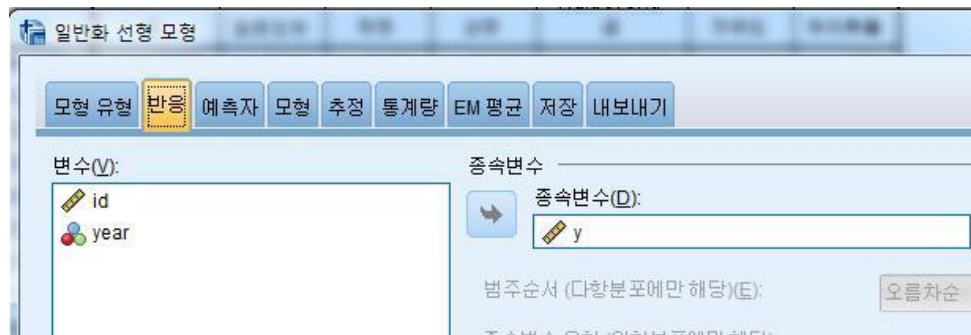 일반화 선형 모형
모형 유형 반응 예측자 모형 추정 통계량 EM 평균 저장 내보내기
변수(V):
id
year
종속변수
종속변수(D):
y
범주순서 (다항분포에만 해당)(E):
오름차순